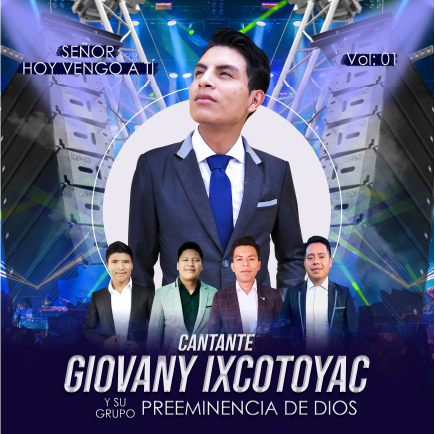 SEÑOR
HOY VENGO A TI
Vol: 01
CANTANTE
GIOVANY IXCOTOYAC
Y SU
GRUPO PREEMINENCIA DE DIOS